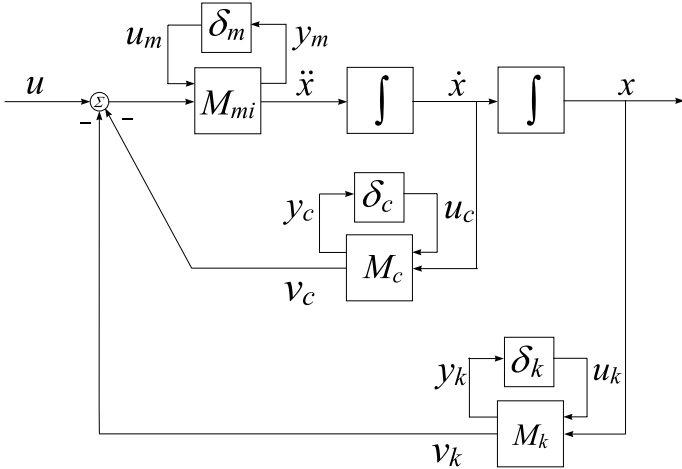 u_m δ_m y_m
u Σ M_mi ẍ ∫ ẋ ∫ x
− −
y_c δ_c u_c
M_c
v_c
y_k δ_k u_k
M_k
v_k